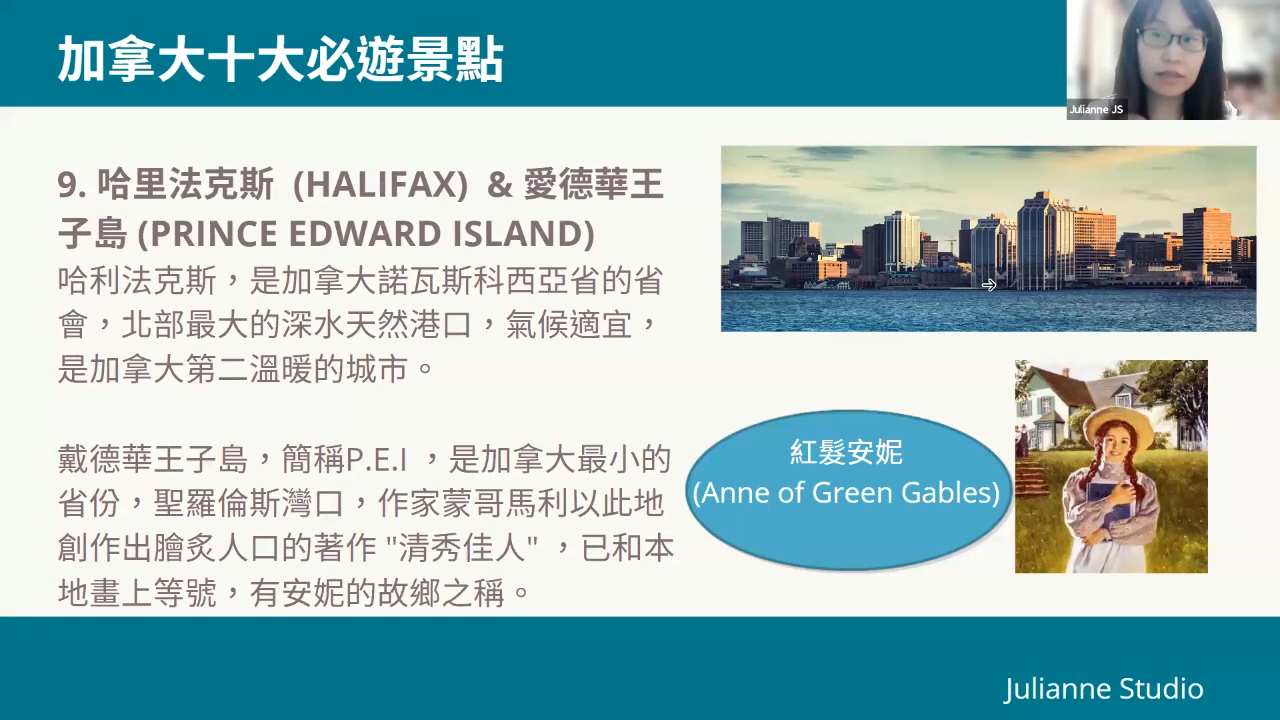 加拿大十大必遊景點
Julianne JS
9. 哈里法克斯 (HALIFAX) & 愛德華王
子島 (PRINCE EDWARD ISLAND)
哈利法克斯，是加拿大諾瓦斯科西亞省的省
會，北部最大的深水天然港口，氣候適宜，
是加拿大第二溫暖的城市。
戴德華王子島，簡稱P.E.I ，是加拿大最小的
省份，聖羅倫斯灣口，作家蒙哥馬利以此地
創作出膾炙人口的著作 "清秀佳人" ，已和本
地畫上等號，有安妮的故鄉之稱。
紅髮安妮
(Anne of Green Gables)
Julianne Studio